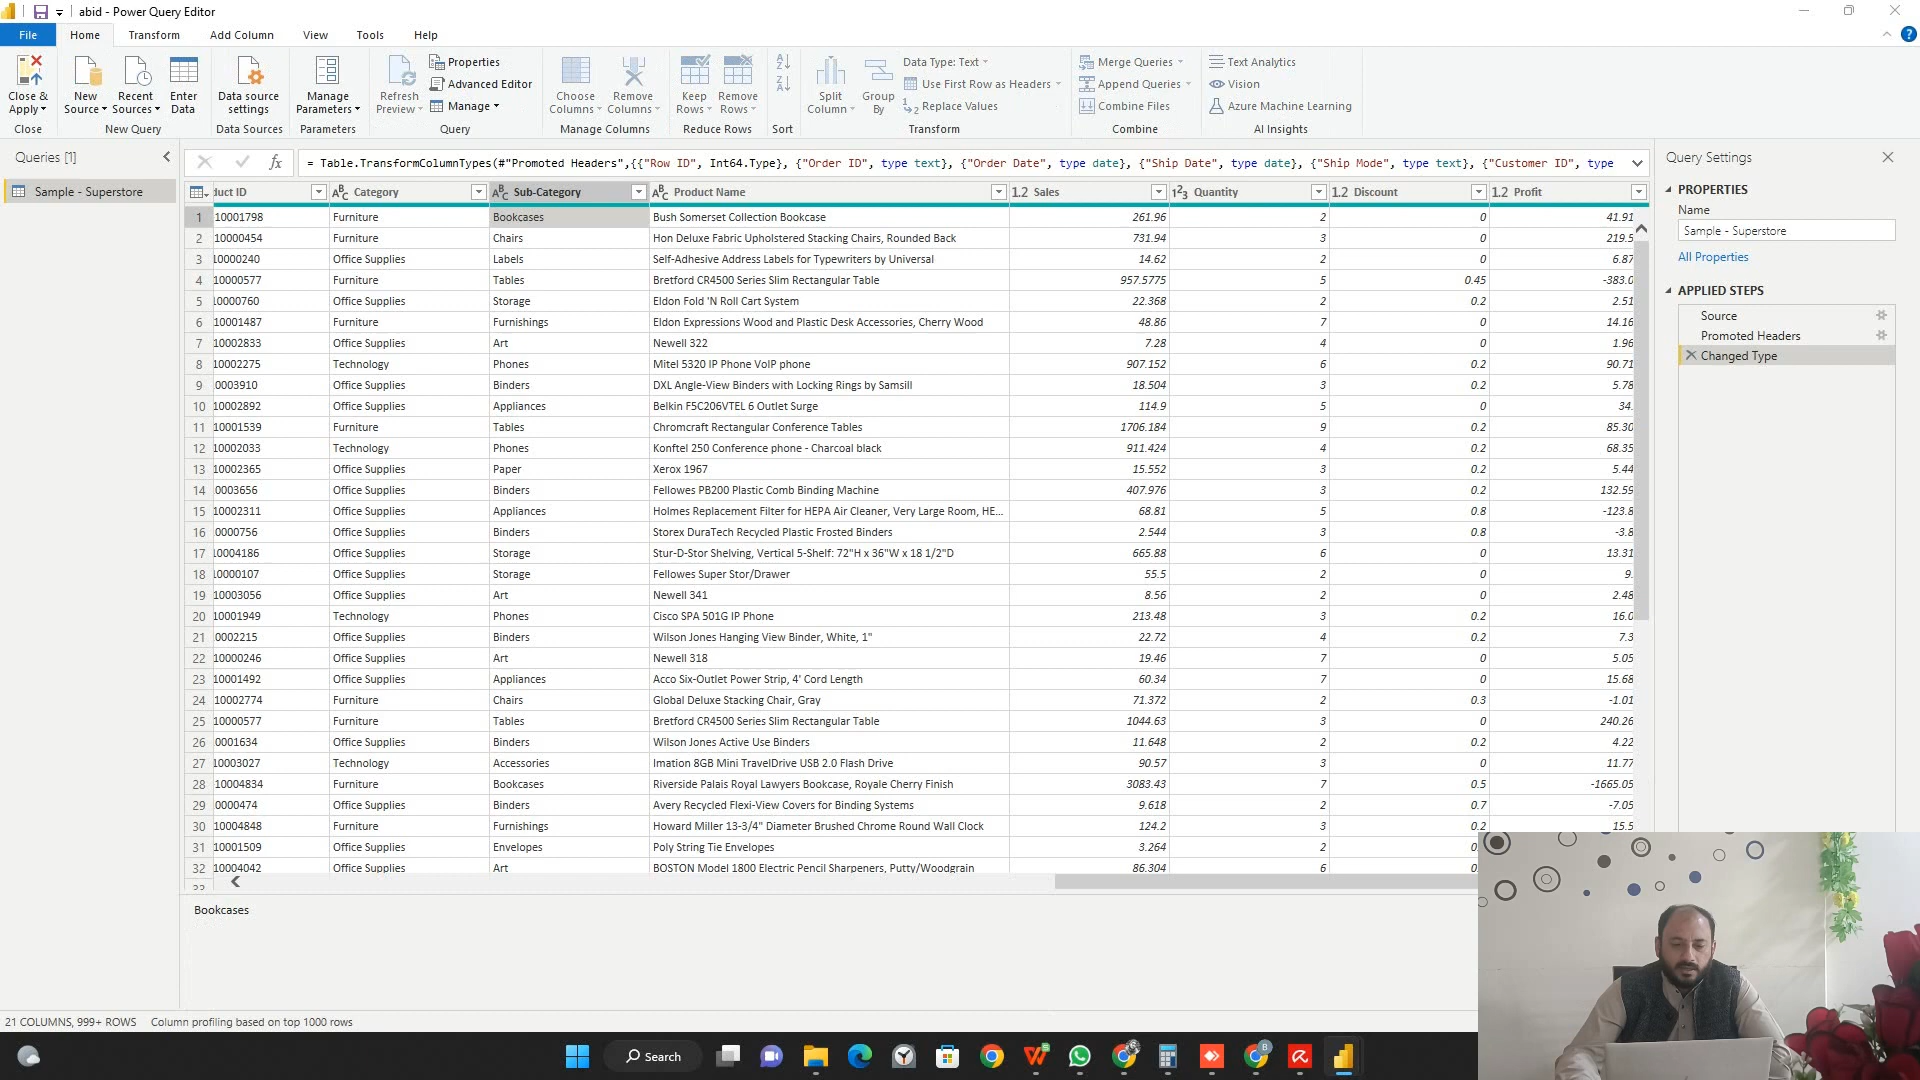 abid - Power Query Editor
File Home Transform Add Column View Tools Help
Close & Apply
New Source
Recent Sources
Enter Data
Data source settings
Manage Parameters
Refresh Preview
Properties
Advanced Editor
Manage
Choose Columns
Remove Columns
Keep Rows
Remove Rows
Split Column
Group By
Data Type: Text
Use First Row as Headers
Replace Values
Merge Queries
Append Queries
Combine Files
Text Analytics
Vision
Azure Machine Learning
Close New Query Data Sources Parameters Query Manage Columns Reduce Rows Sort Transform Combine AI Insights
Queries [1]
Sample - Superstore
= Table.TransformColumnTypes(#"Promoted Headers",{{"Row ID", Int64.Type}, {"Order ID", type text}, {"Order Date", type date}, {"Ship Date", type date}, {"Ship Mode", type text}, {"Customer ID", type
duct ID Category Sub-Category Product Name 1.2 Sales Quantity 1.2 Discount 1.2 Profit
1 10001798 Furniture Bookcases Bush Somerset Collection Bookcase 261.96 2 0 41.91
2 10000454 Furniture Chairs Hon Deluxe Fabric Upholstered Stacking Chairs, Rounded Back 731.94 3 0 219.5
3 10000240 Office Supplies Labels Self-Adhesive Address Labels for Typewriters by Universal 14.62 2 0 6.87
4 10000577 Furniture Tables Bretford CR4500 Series Slim Rectangular Table 957.5775 5 0.45 -383.0
5 10000760 Office Supplies Storage Eldon Fold 'N Roll Cart System 22.368 2 0.2 2.51
6 10001487 Furniture Furnishings Eldon Expressions Wood and Plastic Desk Accessories, Cherry Wood 48.86 7 0 14.16
7 10002833 Office Supplies Art Newell 322 7.28 4 0 1.96
8 10002275 Technology Phones Mitel 5320 IP Phone VoIP phone 907.152 6 0.2 90.71
9 0003910 Office Supplies Binders DXL Angle-View Binders with Locking Rings by Samsill 18.504 3 0.2 5.78
10 10002892 Office Supplies Appliances Belkin F5C206VTEL 6 Outlet Surge 114.9 5 0 34.
11 10001539 Furniture Tables Chromcraft Rectangular Conference Tables 1706.184 9 0.2 85.30
12 10002033 Technology Phones Konftel 250 Conference phone - Charcoal black 911.424 4 0.2 68.35
13 10002365 Office Supplies Paper Xerox 1967 15.552 3 0.2 5.44
14 0003656 Office Supplies Binders Fellowes PB200 Plastic Comb Binding Machine 407.976 3 0.2 132.59
15 10002311 Office Supplies Appliances Holmes Replacement Filter for HEPA Air Cleaner, Very Large Room, HE... 68.81 5 0.8 -123.8
16 0000756 Office Supplies Binders Storex DuraTech Recycled Plastic Frosted Binders 2.544 3 0.8 -3.8
17 10004186 Office Supplies Storage Stur-D-Stor Shelving, Vertical 5-Shelf: 72"H x 36"W x 18 1/2"D 665.88 6 0 13.31
18 10000107 Office Supplies Storage Fellowes Super Stor/Drawer 55.5 2 0 9.
19 10003056 Office Supplies Art Newell 341 8.56 2 0 2.48
20 10001949 Technology Phones Cisco SPA 501G IP Phone 213.48 3 0.2 16.0
21 0002215 Office Supplies Binders Wilson Jones Hanging View Binder, White, 1" 22.72 4 0.2 7.3
22 10000246 Office Supplies Art Newell 318 19.46 7 0 5.05
23 10001492 Office Supplies Appliances Acco Six-Outlet Power Strip, 4' Cord Length 60.34 7 0 15.68
24 10002774 Furniture Chairs Global Deluxe Stacking Chair, Gray 71.372 2 0.3 -1.01
25 10000577 Furniture Tables Bretford CR4500 Series Slim Rectangular Table 1044.63 3 0 240.26
26 0001634 Office Supplies Binders Wilson Jones Active Use Binders 11.648 2 0.2 4.22
27 10003027 Technology Accessories Imation 8GB Mini TravelDrive USB 2.0 Flash Drive 90.57 3 0 11.77
28 10004834 Furniture Bookcases Riverside Palais Royal Lawyers Bookcase, Royale Cherry Finish 3083.43 7 0.5 -1665.05
29 0000474 Office Supplies Binders Avery Recycled Flexi-View Covers for Binding Systems 9.618 2 0.7 -7.05
30 10004848 Furniture Furnishings Howard Miller 13-3/4" Diameter Brushed Chrome Round Wall Clock 124.2 3 0.2 15.5
31 10001509 Office Supplies Envelopes Poly String Tie Envelopes 3.264 2 0.
32 10004042 Office Supplies Art BOSTON Model 1800 Electric Pencil Sharpeners, Putty/Woodgrain 86.304 6 0.
Bookcases
Query Settings
PROPERTIES
Name
Sample - Superstore
All Properties
APPLIED STEPS
Source
Promoted Headers
Changed Type
21 COLUMNS, 999+ ROWS Column profiling based on top 1000 rows
Search